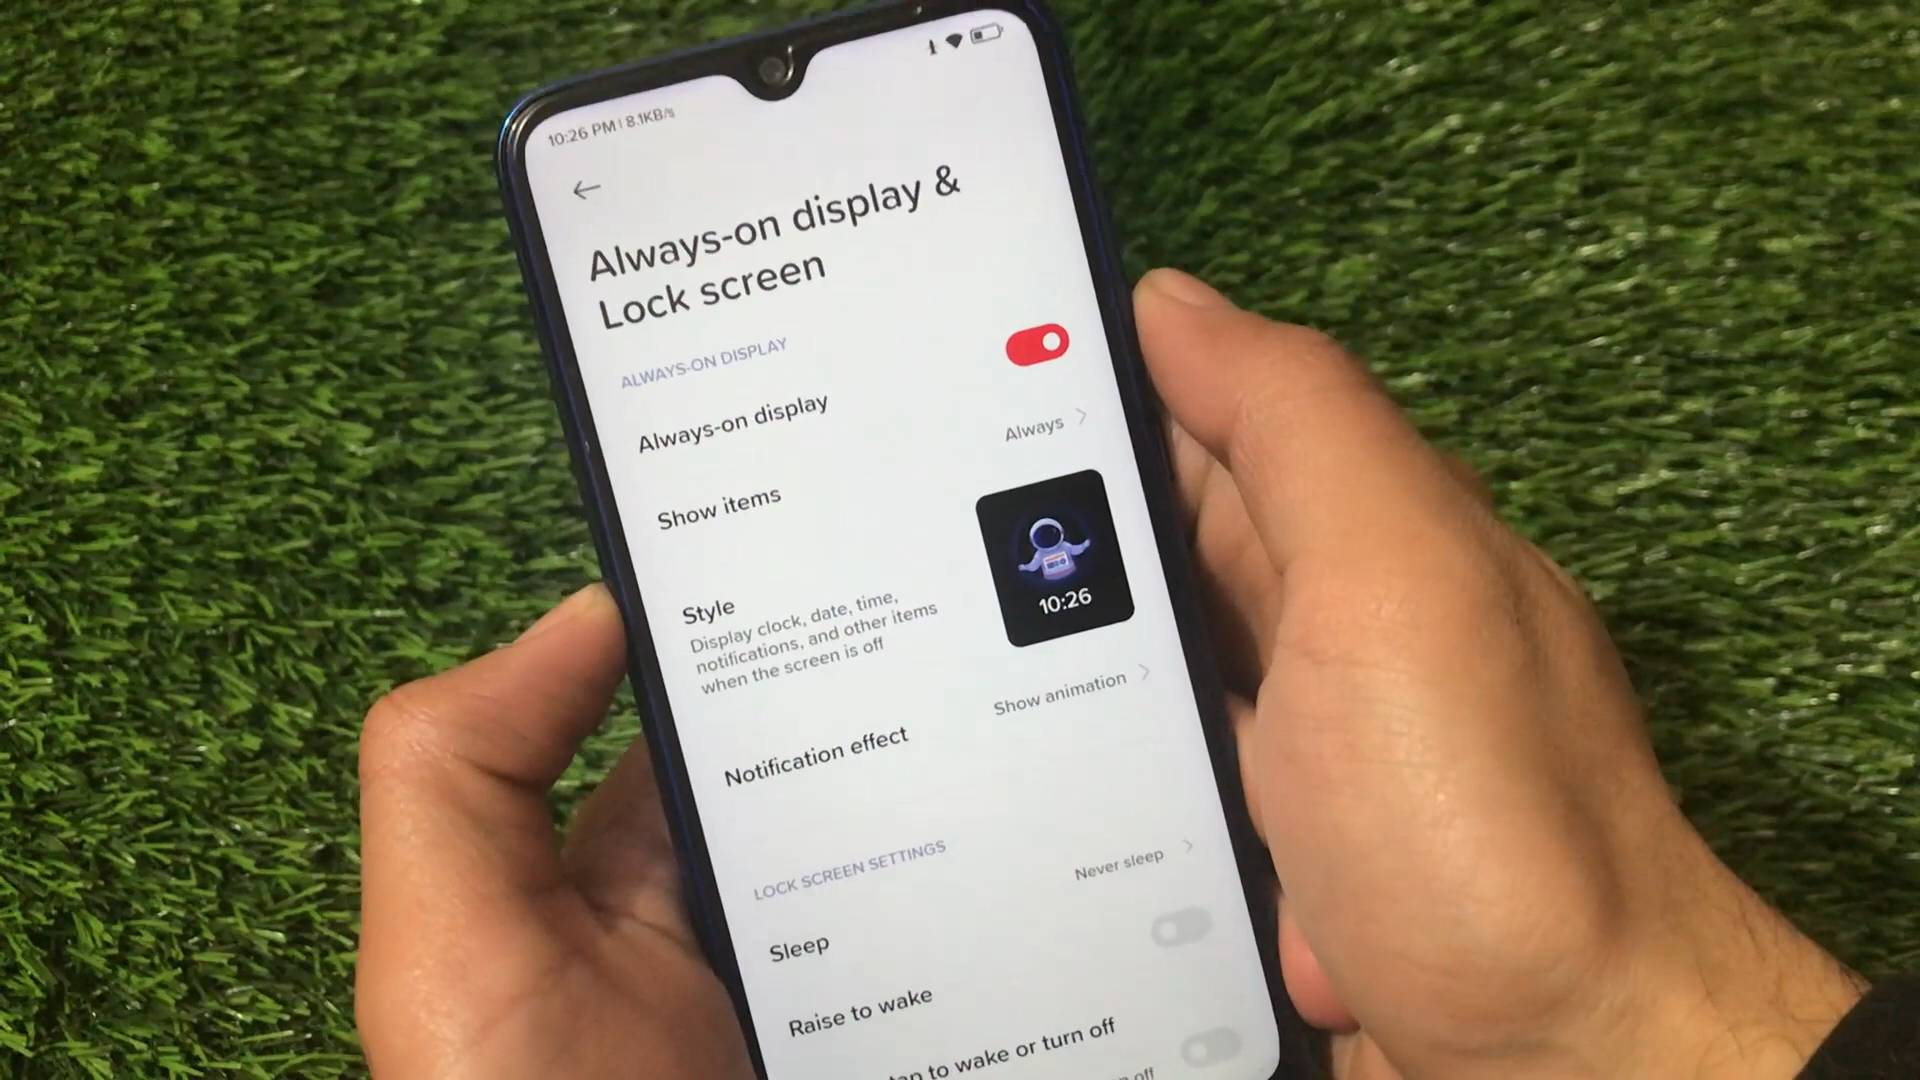 10:26 PM | 8.1KB/s
Always-on display &
Lock screen
ALWAYS-ON DISPLAY
Always-on display
Show items
Always
Style
Display clock, date, time,
notifications, and other items
when the screen is off
10:26
Notification effect
Show animation
LOCK SCREEN SETTINGS
Sleep
Never sleep
Raise to wake
to wake or turn off
off